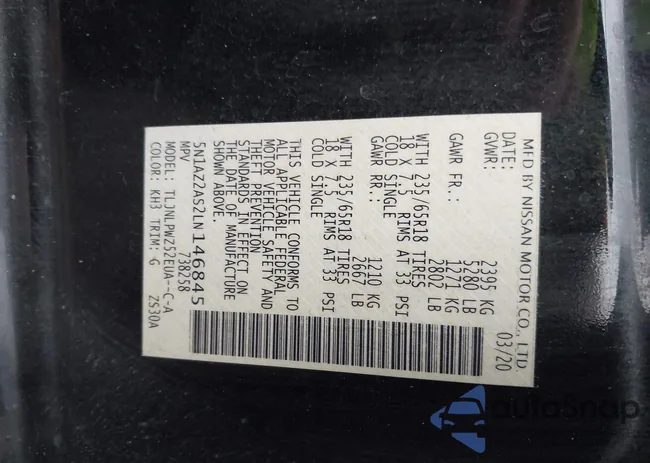 MFD BY NISSAN MOTOR CO., LTD.
DATE: 03/20
GVWR: 2395 KG
5280 LB
GAWR FR.: 1271 KG
2802 LB
WITH 235/65R18 TIRES
18 X 7.5 RIMS AT 33 PSI
COLD SINGLE
GAWR RR.: 1210 KG
2667 LB
WITH 235/65R18 TIRES
18 X 7.5 RIMS AT 33 PSI
COLD SINGLE
THIS VEHICLE CONFORMS TO
ALL APPLICABLE FEDERAL
MOTOR VEHICLE SAFETY AND
THEFT PREVENTION
STANDARDS IN EFFECT ON
THE DATE OF MANUFACTURE
SHOWN ABOVE.
5N1AZ2AS2LN146845
MPV 738258
MODEL: TLJNLPWZ52EUA--C-A
COLOR: KH3 TRIM: G ZS30A
autoSnap